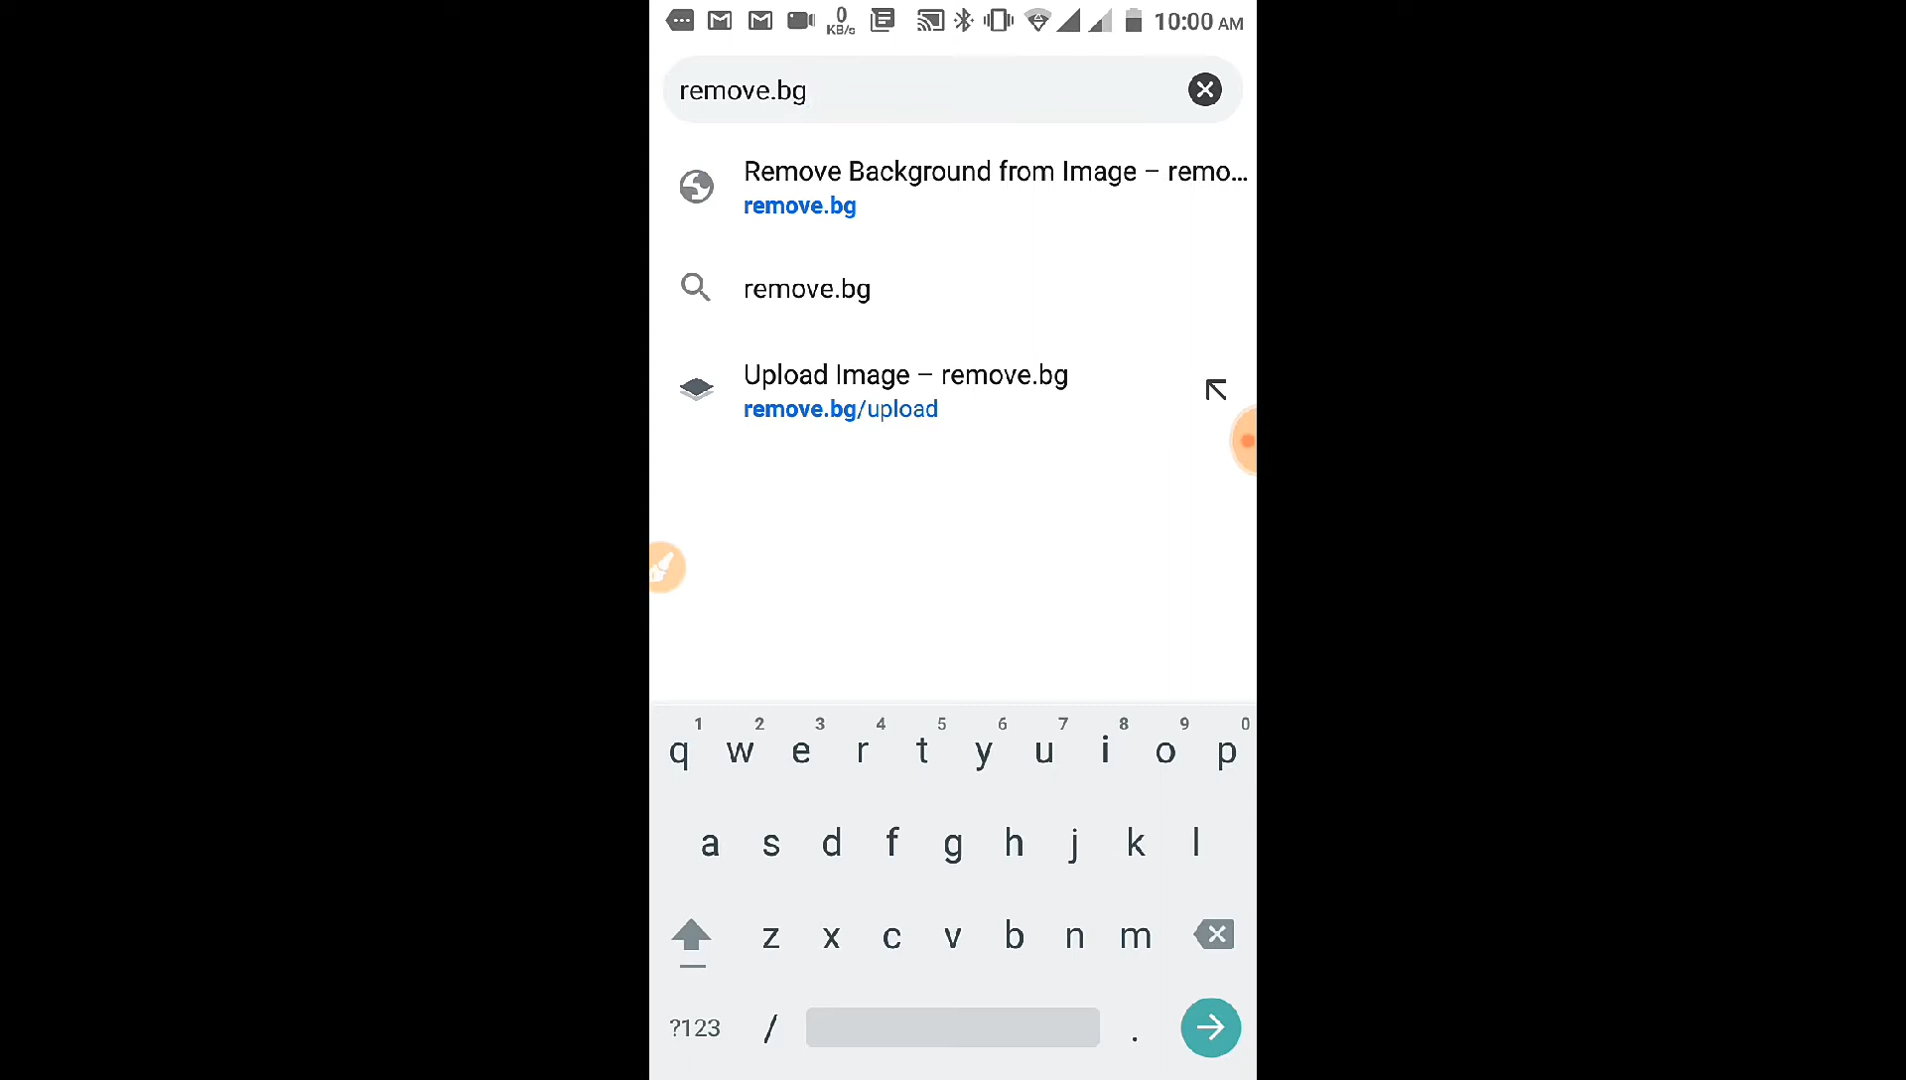 0
KB/s
10:00 AM
remove.bg
Remove Background from Image – remo...
remove.bg
remove.bg
Upload Image – remove.bg
remove.bg/upload
1 2 3 4 5 6 7 8 9 0
q w e r t y u i o p
a s d f g h j k l
z x c v b n m
?123 / .